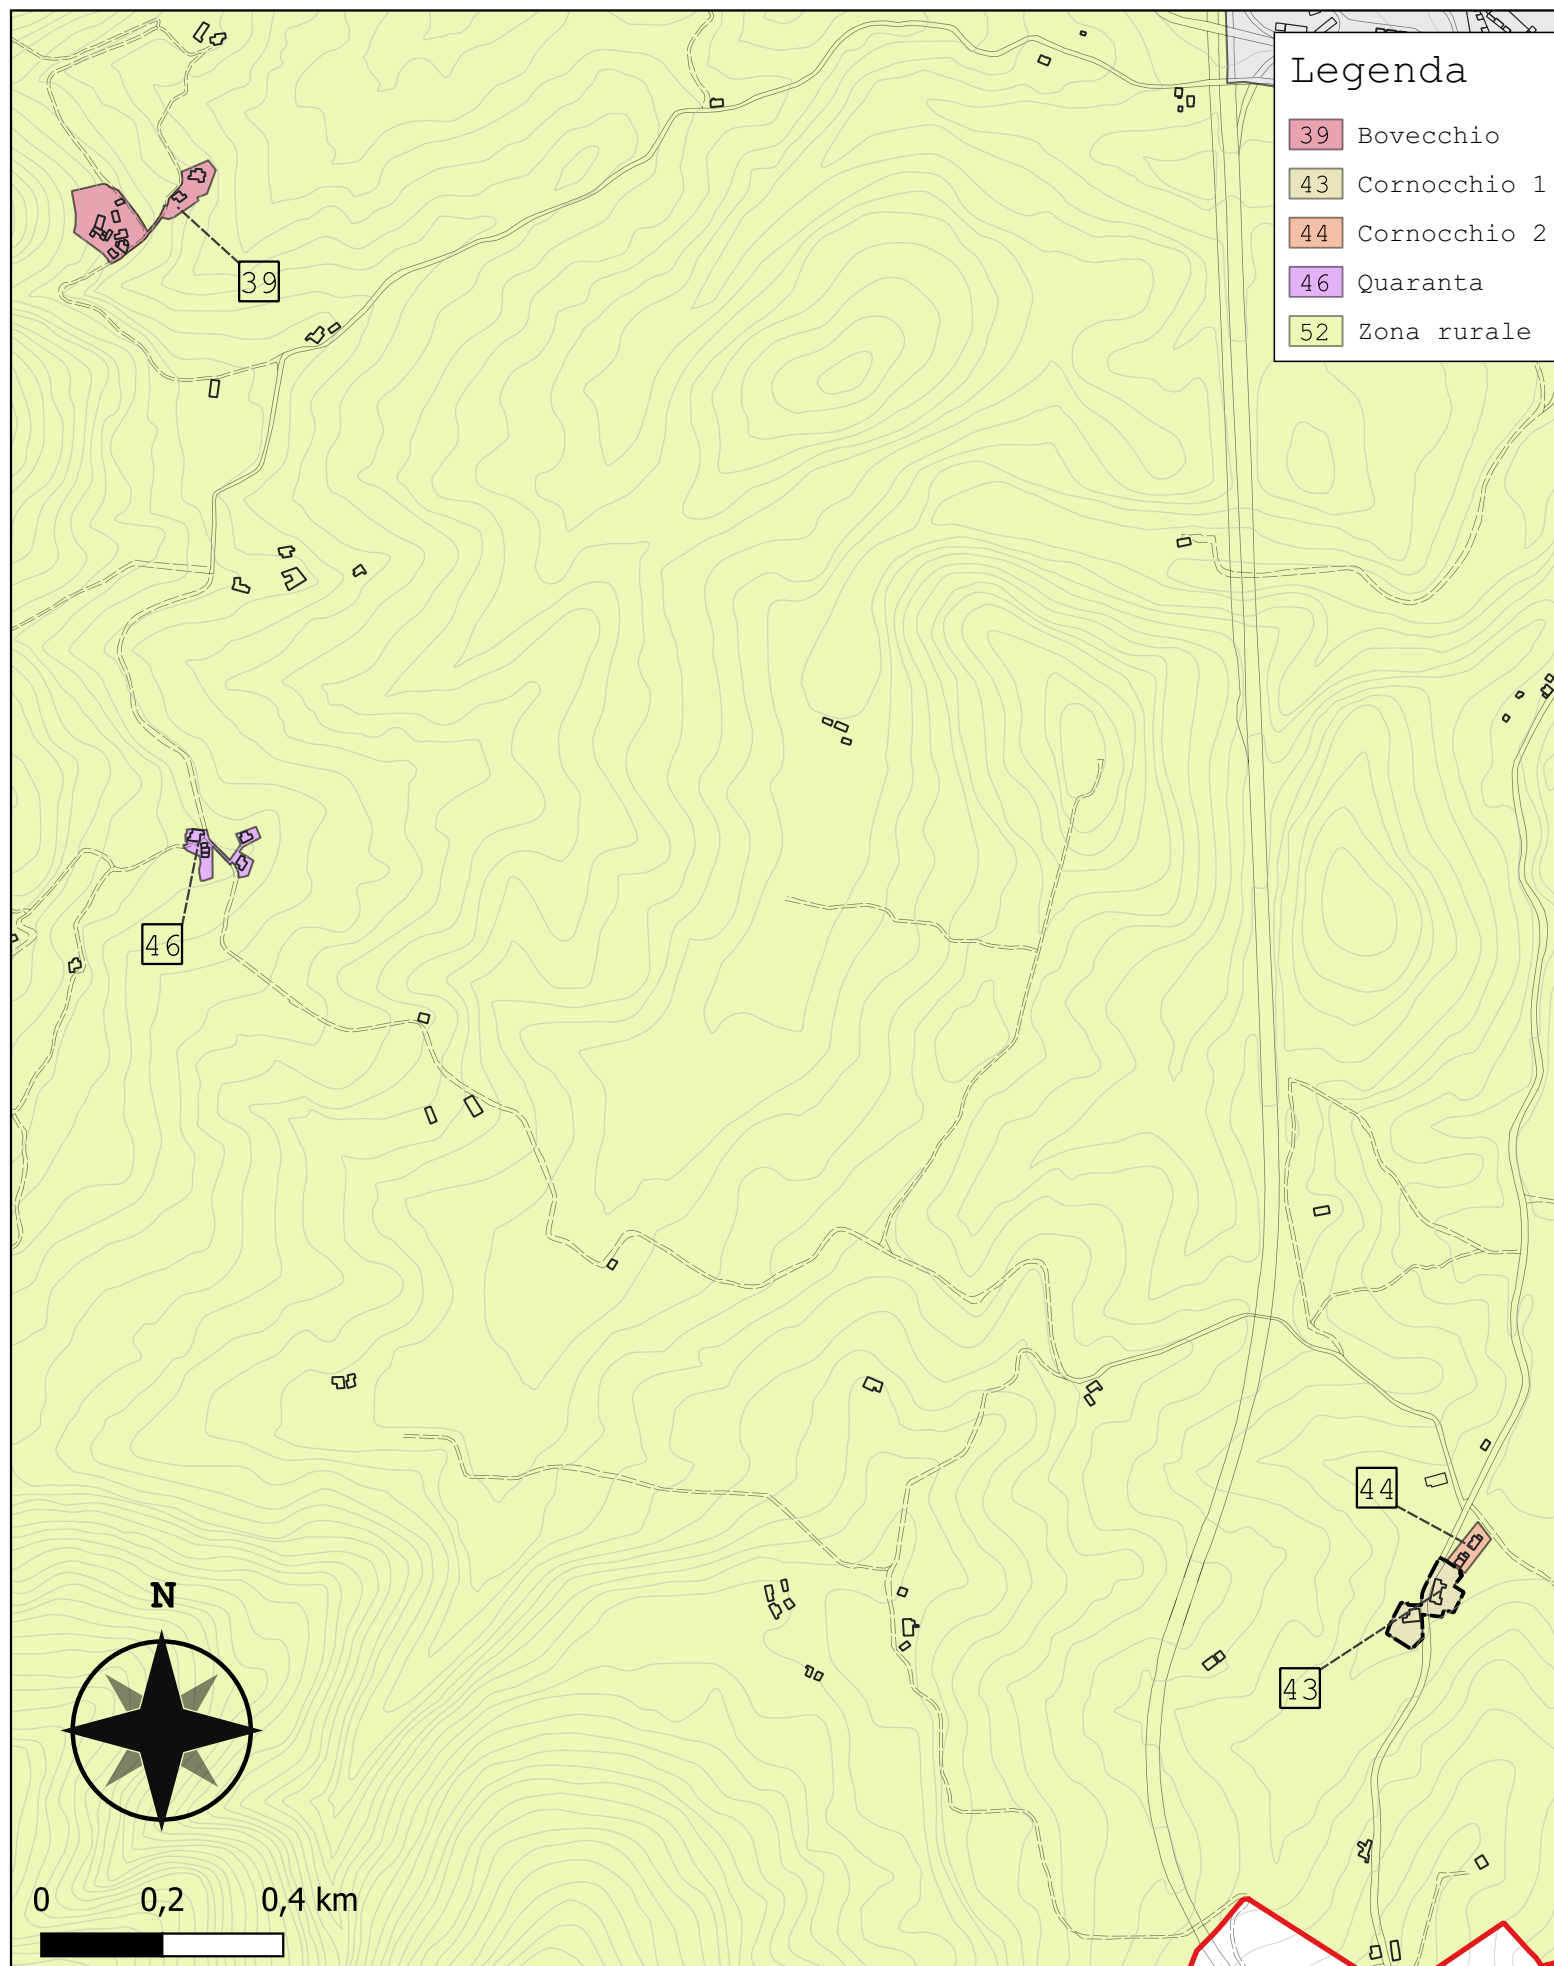 Legenda
39 Bovecchio
43 Cornocchio 1
44 Cornocchio 2
46 Quaranta
52 Zona rurale
39
46
44
43
N
0 0,2 0,4 km